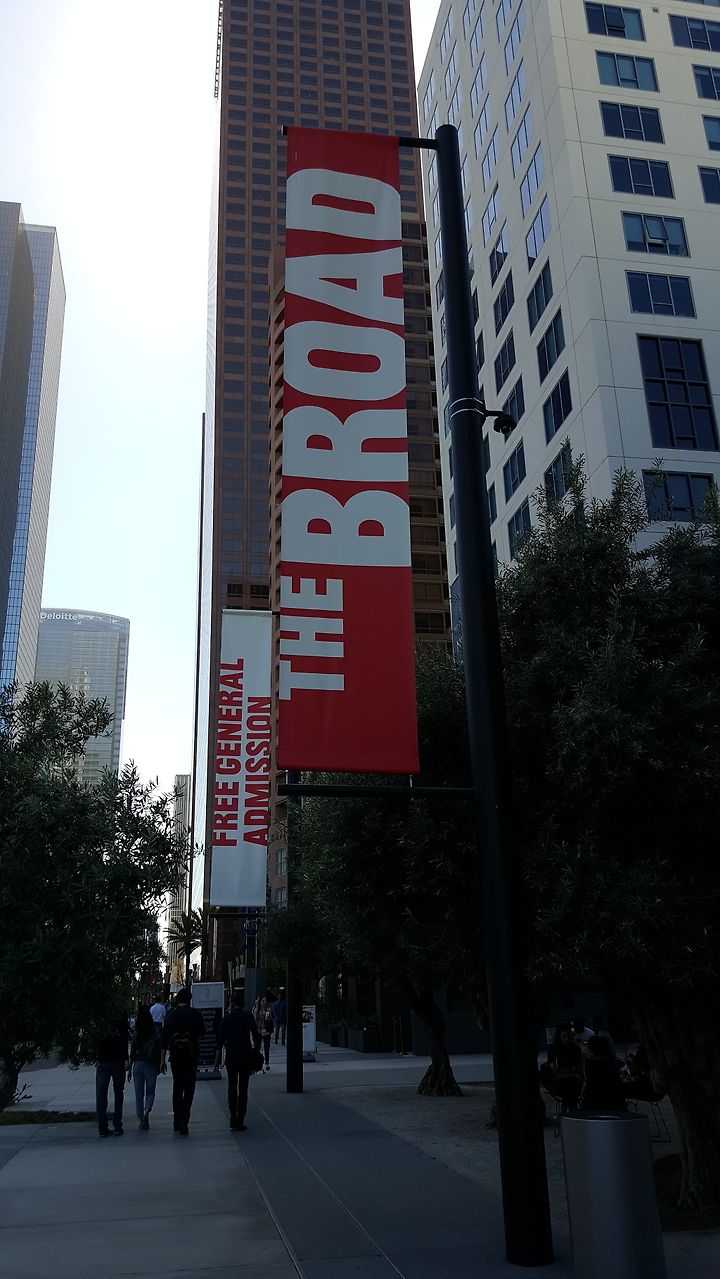 THE BROAD
FREE GENERAL
ADMISSION
Deloitte